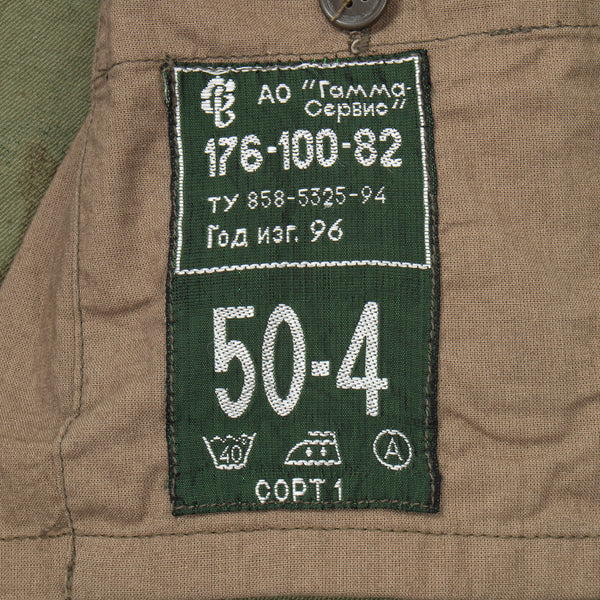 АО "Гамма-
Сервис"
176-100-82
ТУ 858-5325-94
Год изг. 96
50-4
40°
А
СОРТ 1